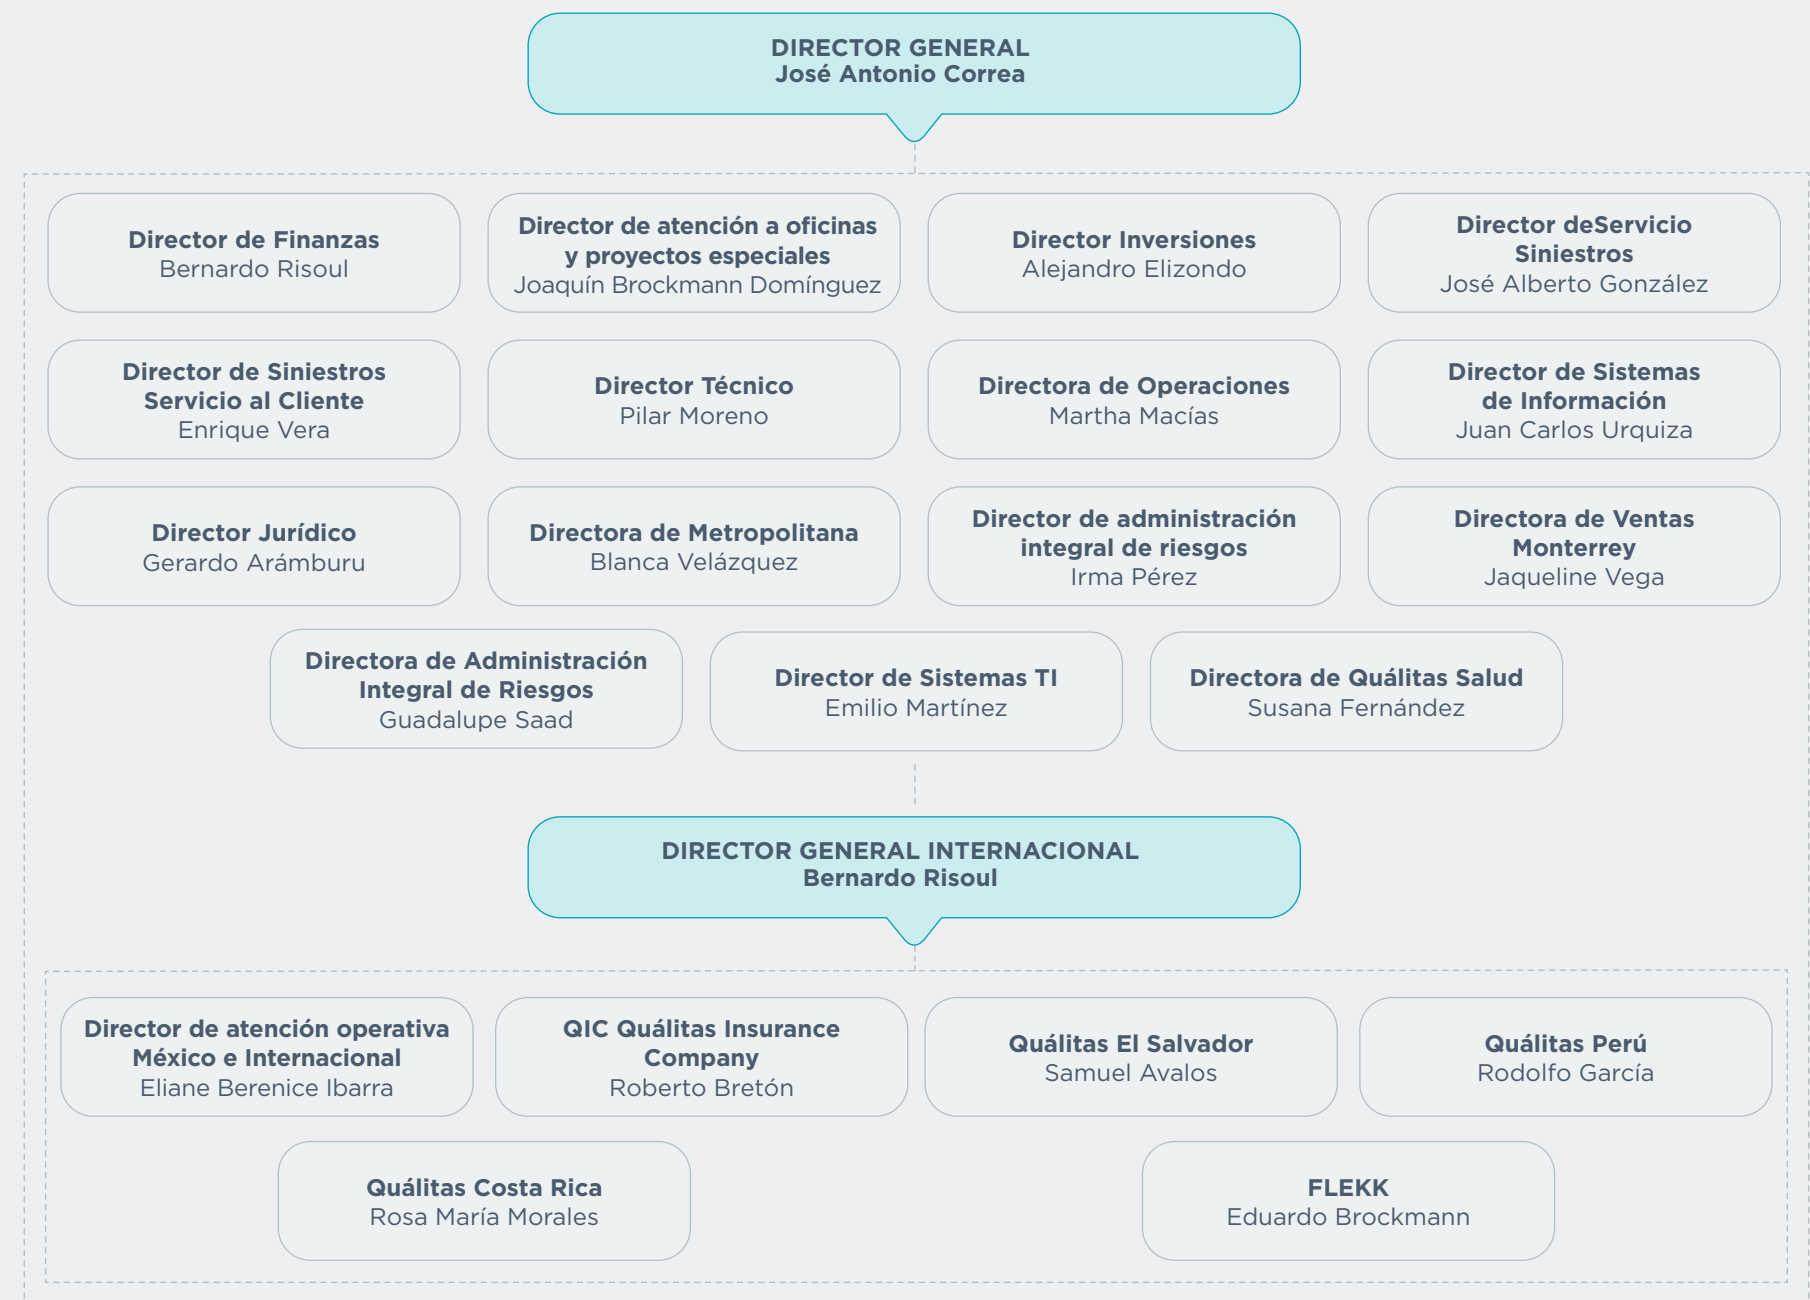 DIRECTOR GENERAL
José Antonio Correa
Director de Finanzas
Bernardo Risoul
Director de atención a oficinas
y proyectos especiales
Joaquín Brockmann Domínguez
Director Inversiones
Alejandro Elizondo
Director deServicio
Siniestros
José Alberto González
Director de Siniestros
Servicio al Cliente
Enrique Vera
Director Técnico
Pilar Moreno
Directora de Operaciones
Martha Macías
Director de Sistemas
de Información
Juan Carlos Urquiza
Director Jurídico
Gerardo Arámburu
Directora de Metropolitana
Blanca Velázquez
Director de administración
integral de riesgos
Irma Pérez
Directora de Ventas
Monterrey
Jaqueline Vega
Directora de Administración
Integral de Riesgos
Guadalupe Saad
Director de Sistemas TI
Emilio Martínez
Directora de Quálitas Salud
Susana Fernández
DIRECTOR GENERAL INTERNACIONAL
Bernardo Risoul
Director de atención operativa
México e Internacional
Eliane Berenice Ibarra
QIC Quálitas Insurance
Company
Roberto Bretón
Quálitas El Salvador
Samuel Avalos
Quálitas Perú
Rodolfo García
Quálitas Costa Rica
Rosa María Morales
FLEKK
Eduardo Brockmann